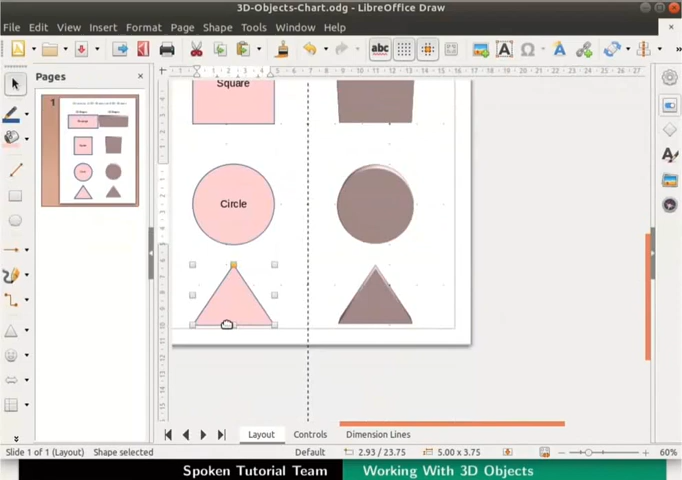 3D-Objects-Chart.odg - LibreOffice Draw
File Edit View Insert Format Page Shape Tools Window Help
Pages
abc
A
Ω
A
1
Square
Circle
Layout Controls Dimension Lines
Slide 1 of 1 (Layout) Shape selected Default 2.93 / 23.75 5.00 x 3.75 60%
Spoken Tutorial Team Working With 3D Objects